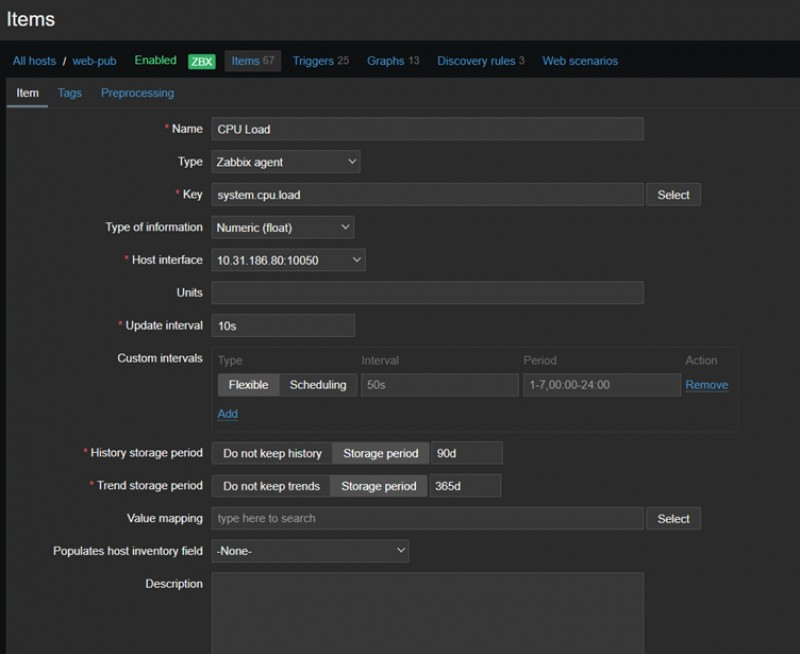 Items
All hosts / web-pub Enabled ZBX Items 67 Triggers 25 Graphs 13 Discovery rules 3 Web scenarios
Item Tags Preprocessing
* Name CPU Load
Type Zabbix agent
* Key system.cpu.load Select
Type of information Numeric (float)
* Host interface 10.31.186.80:10050
Units
* Update interval 10s
Custom intervals Type Interval Period Action
Flexible Scheduling 50s 1-7,00:00-24:00 Remove
Add
* History storage period Do not keep history Storage period 90d
* Trend storage period Do not keep trends Storage period 365d
Value mapping type here to search Select
Populates host inventory field -None-
Description